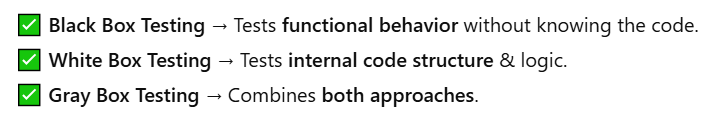 ✅ Black Box Testing → Tests functional behavior without knowing the code.
✅ White Box Testing → Tests internal code structure & logic.
✅ Gray Box Testing → Combines both approaches.